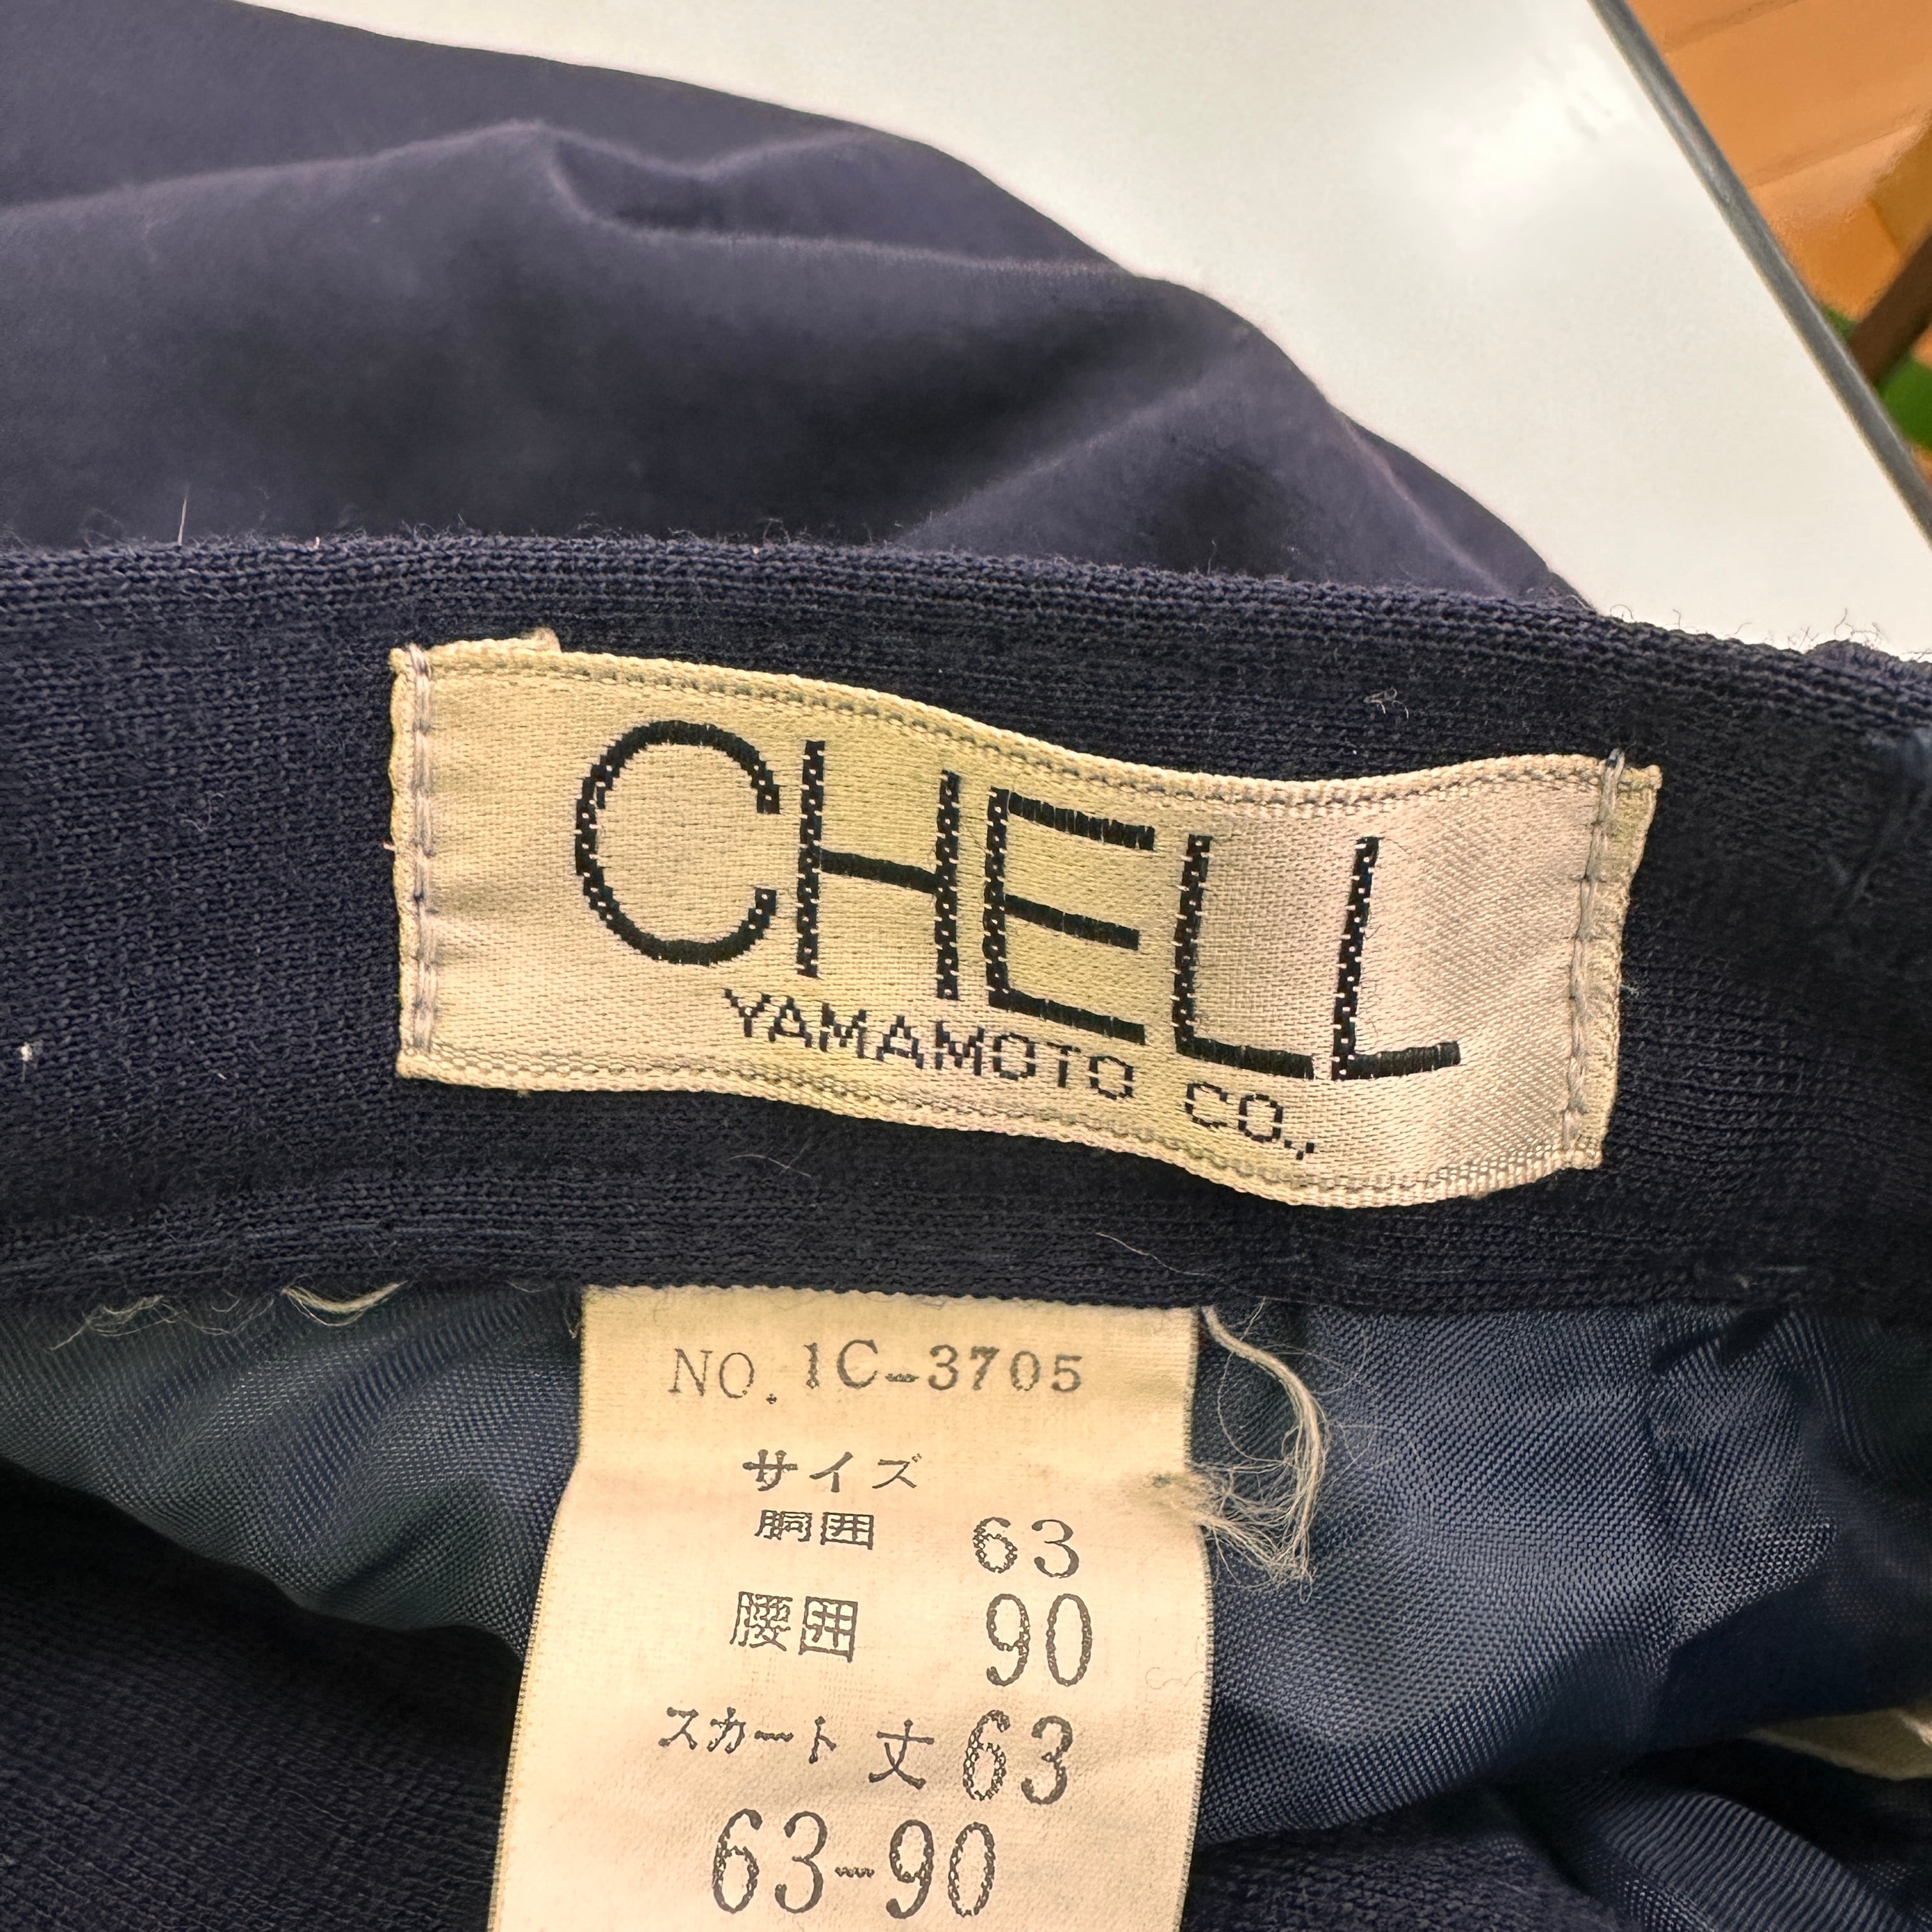 CHELL
YAMAMOTO CO.,
NO. 1C-3705
サイズ
胴囲 63
腰囲 90
スカート丈 63
63-90